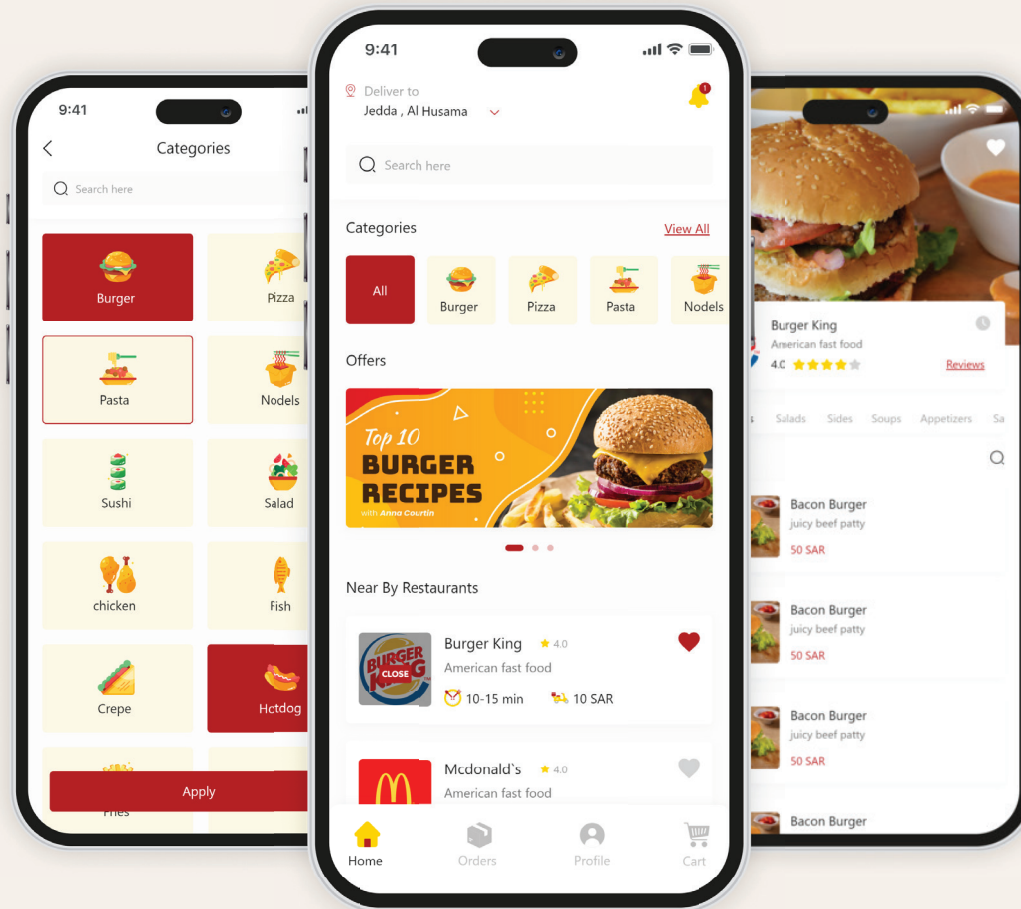 9:41
Categories
Search here
Burger
Pizza
Pasta
Nodels
Sushi
Salad
chicken
Fish
Crepe
Hotdog
Fries
Apply
9:41
Deliver to
Jedda , Al Husama
1
Search here
Categories
View All
All
Burger
Pizza
Pasta
Nodels
Offers
Top 10
BURGER
RECIPES
with Anna Courtin
Near By Restaurants
BURGER
KING
CLOSE
Burger King
4.0
American fast food
10-15 min
10 SAR
Mcdonald`s
4.0
American fast food
Home
Orders
Profile
Cart
Burger King
American fast food
4.0
Reviews
Salads
Sides
Soups
Appetizers
Sa
Bacon Burger
juicy beef patty
50 SAR
Bacon Burger
juicy beef patty
50 SAR
Bacon Burger
juicy beef patty
50 SAR
Bacon Burger